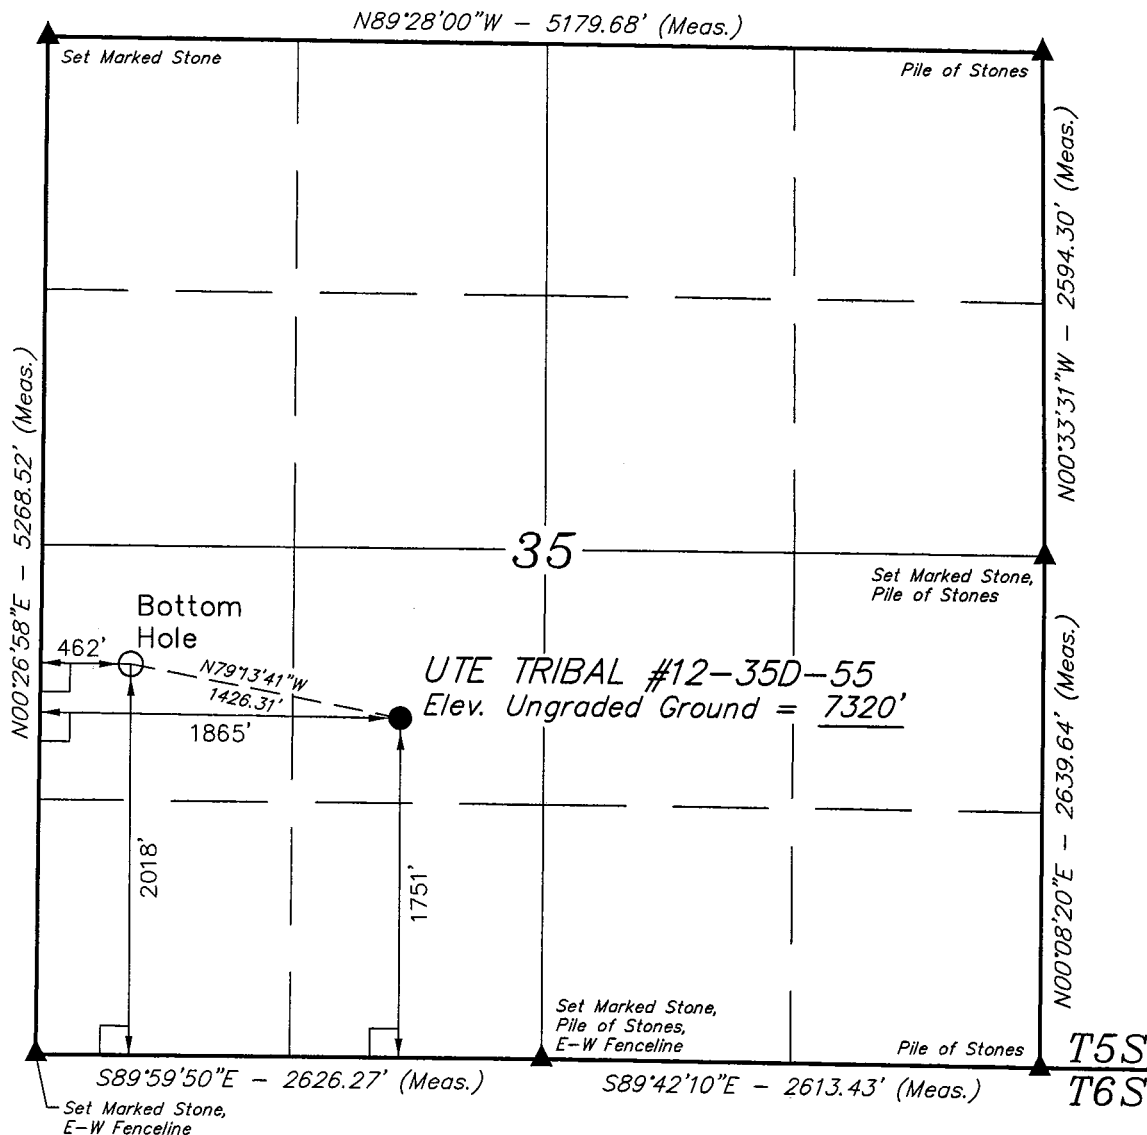 N89°28'00"W - 5179.68' (Meas.)
Set Marked Stone
Pile of Stones
N00°33'31"W - 2594.30' (Meas.)
N00°26'58"E - 5268.52' (Meas.)
35
Set Marked Stone,
Pile of Stones
Bottom
Hole
462'
N79°13'41"W
1426.31'
UTE TRIBAL #12-35D-55
Elev. Ungraded Ground = 7320'
1865'
2018'
1751'
N00°08'20"E - 2639.64' (Meas.)
Set Marked Stone,
Pile of Stones,
E-W Fenceline
Pile of Stones
T5S
T6S
S89°59'50"E - 2626.27' (Meas.)
S89°42'10"E - 2613.43' (Meas.)
Set Marked Stone,
E-W Fenceline